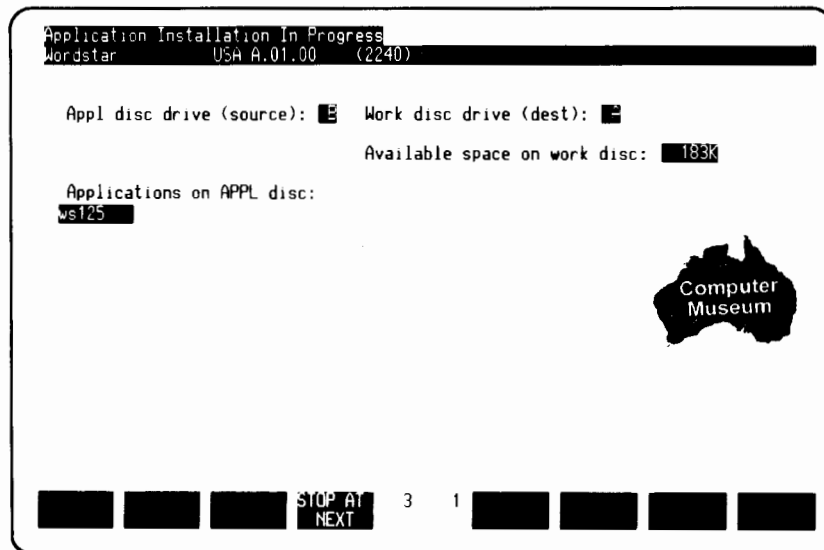 Application Installation In Progress
Wordstar USA A.01.00 (2240)
Appl disc drive (source): B Work disc drive (dest):
Available space on work disc: 183K
Applications on APPL disc:
ws125
Computer
Museum
STOP AT
NEXT
3 1